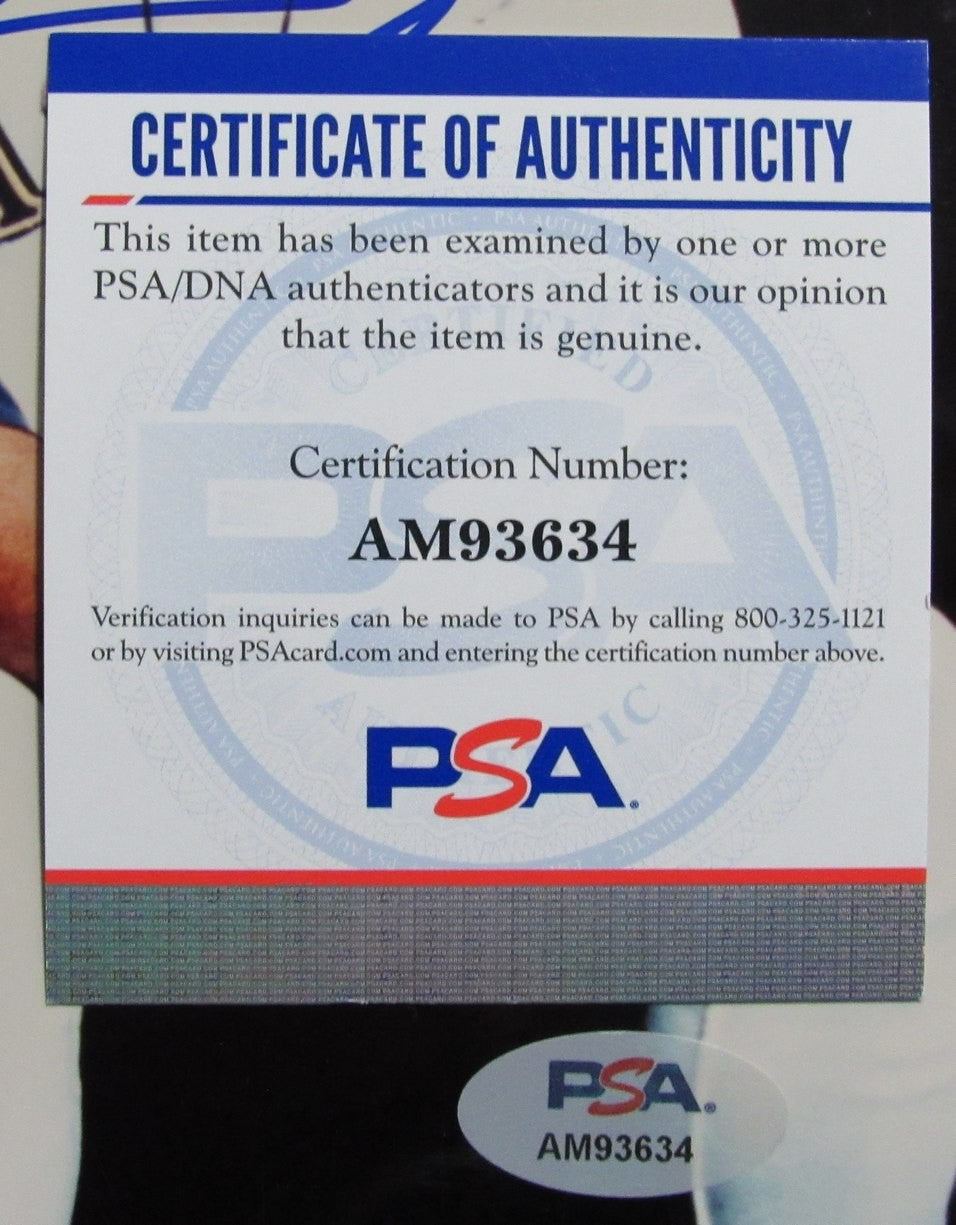 CERTIFICATE OF AUTHENTICITY
This item has been examined by one or more
PSA/DNA authenticators and it is our opinion
that the item is genuine.
Certification Number:
AM93634
Verification inquiries can be made to PSA by calling 800-325-1121
or by visiting PSAcard.com and entering the certification number above.
PSA®
PSA®
AM93634